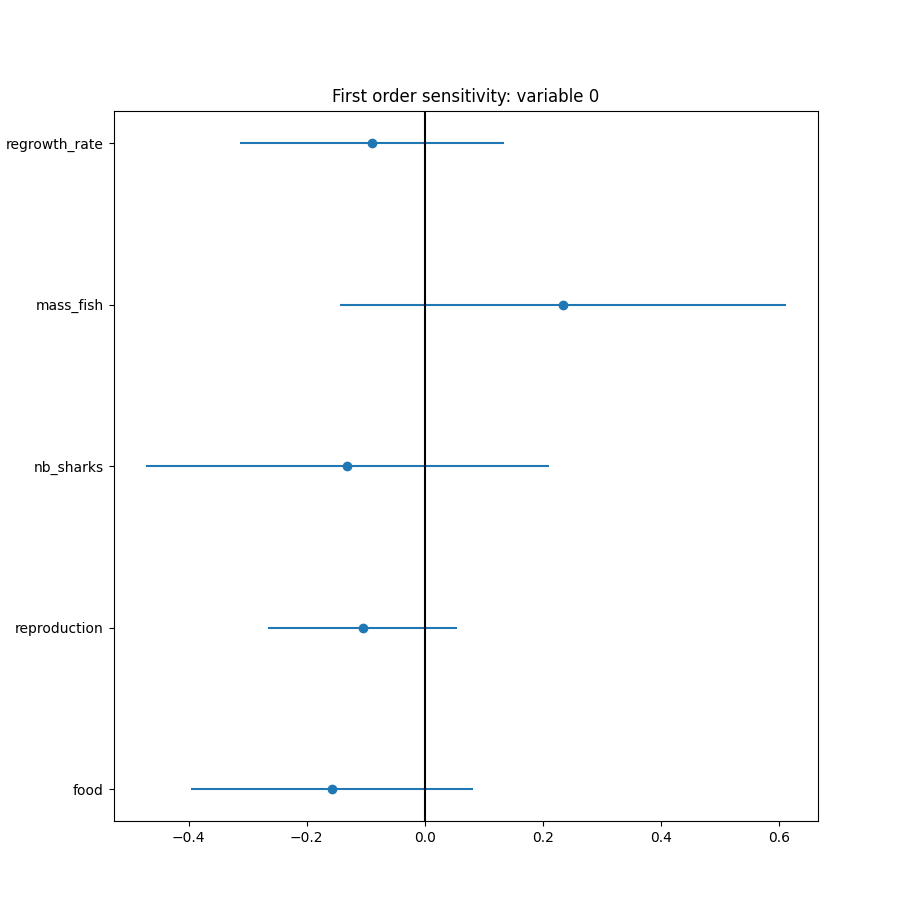 First order sensitivity: variable 0
regrowth_rate
mass_fish
nb_sharks
reproduction
food
−0.4 −0.2 0.0 0.2 0.4 0.6